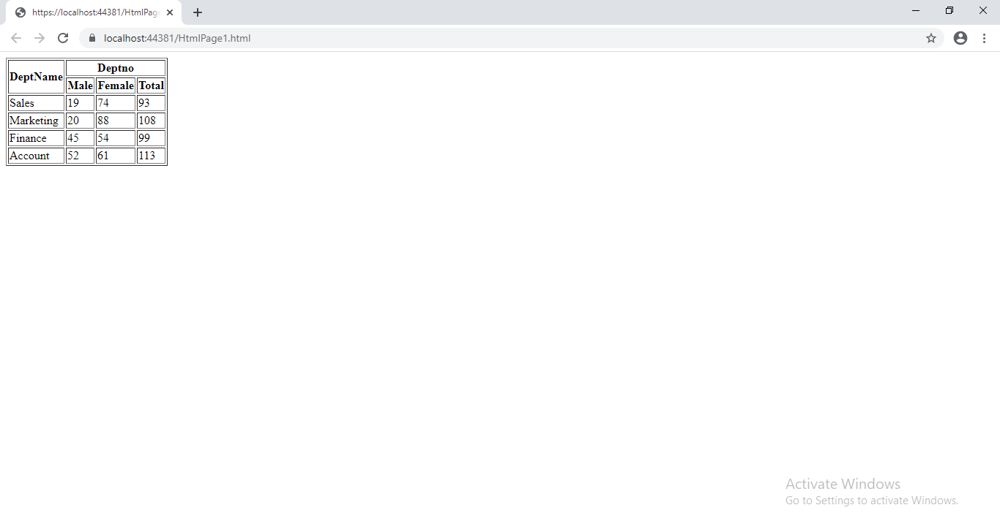 https://localhost:44381/HtmlPag
localhost:44381/HtmlPage1.html
DeptName Deptno
Male Female Total
Sales 19 74 93
Marketing 20 88 108
Finance 45 54 99
Account 52 61 113
Activate Windows
Go to Settings to activate Windows.